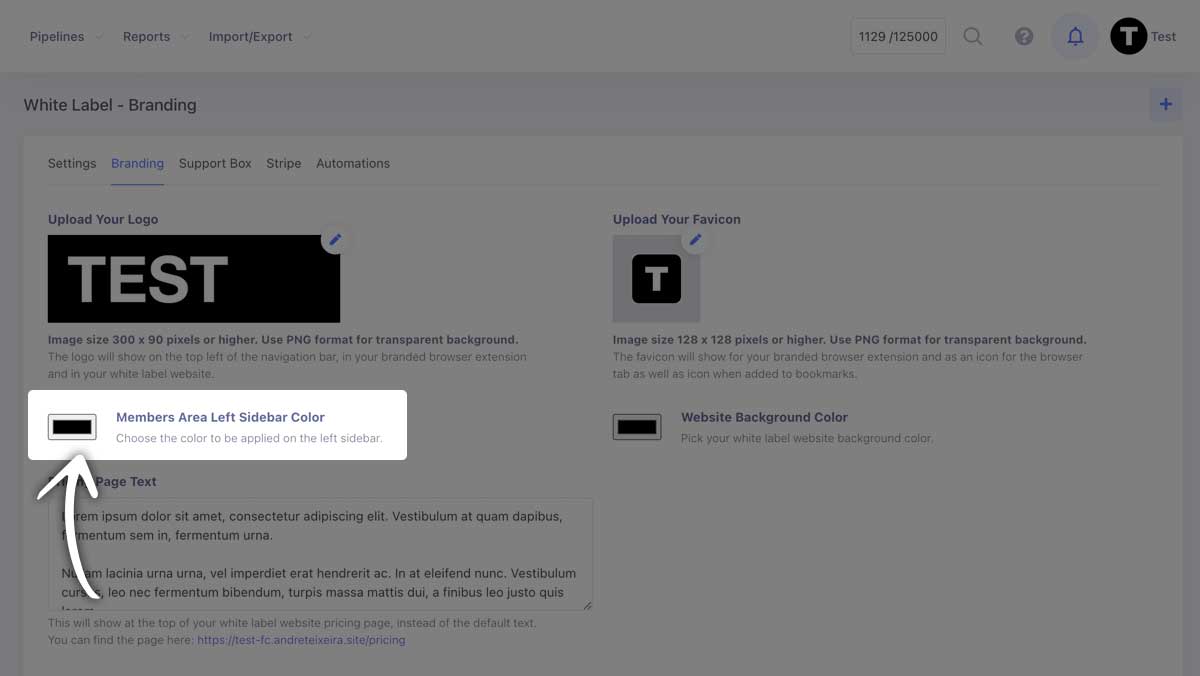 Pipelines
Reports
Import/Export
1129 /125000
T
Test
White Label - Branding
Settings
Branding
Support Box
Stripe
Automations
Upload Your Logo
TEST
Image size 300 x 90 pixels or higher. Use PNG format for transparent background.
The logo will show on the top left of the navigation bar, in your branded browser extension
and in your white label website.
Upload Your Favicon
T
Image size 128 x 128 pixels or higher. Use PNG format for transparent background.
The favicon will show for your branded browser extension and as an icon for the browser
tab as well as icon when added to bookmarks.
Members Area Left Sidebar Color
Choose the color to be applied on the left sidebar.
Website Background Color
Pick your white label website background color.
Page Text
Lorem ipsum dolor sit amet, consectetur adipiscing elit. Vestibulum at quam dapibus,
fermentum sem in, fermentum urna.
Nullam lacinia urna urna, vel imperdiet erat hendrerit ac. In at eleifend nunc. Vestibulum
cursus, leo nec fermentum bibendum, turpis massa mattis dui, a finibus leo justo quis
This will show at the top of your white label website pricing page, instead of the default text.
You can find the page here: https://test-fc.andreteixeira.site/pricing